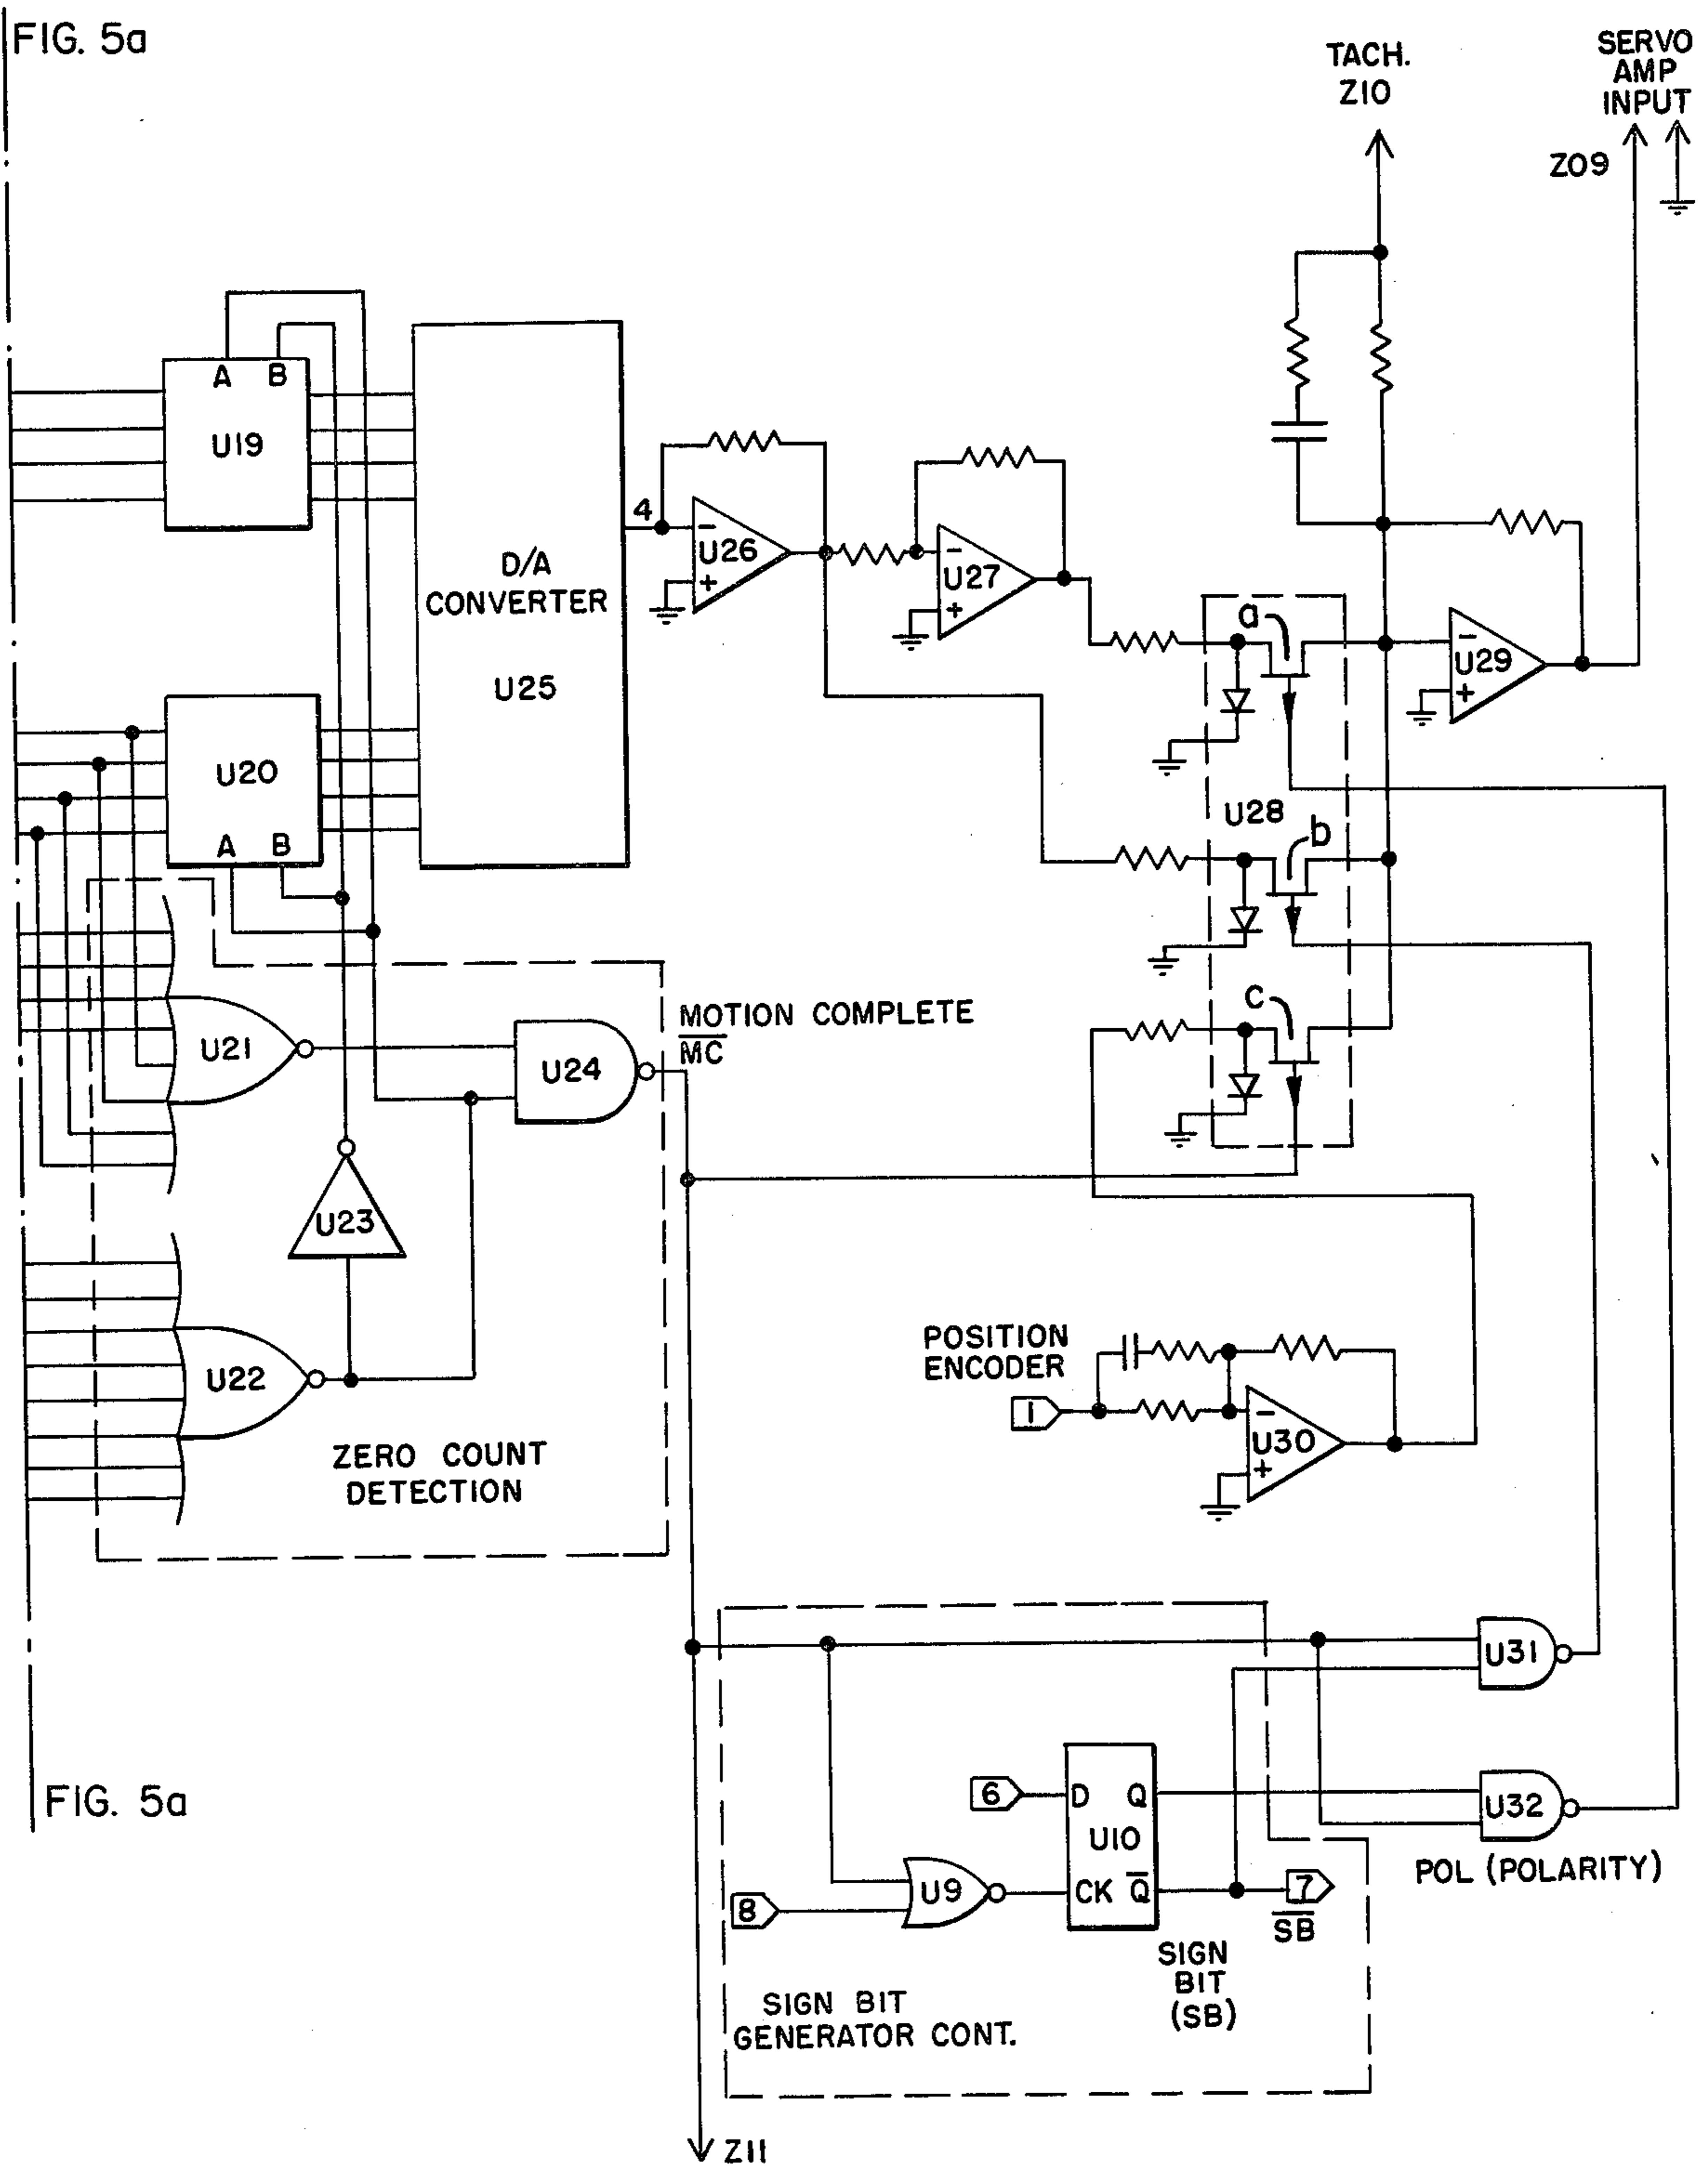 FIG. 5a
TACH.
Z10
SERVO
AMP
INPUT
Z09
A B
U19
4
-
U26
+
-
U27
+
D/A
CONVERTER
U25
a
-
U29
+
U20
A B
U28
b
c
MOTION COMPLETE
MC
U21
U24
U23
POSITION
ENCODER
1
-
U30
+
U22
ZERO COUNT
DETECTION
U31
6
D Q
U10
CK Q
U32
POL (POLARITY)
FIG. 5a
8
U9
7
SB
SIGN
BIT
(SB)
SIGN BIT
GENERATOR CONT.
Z11